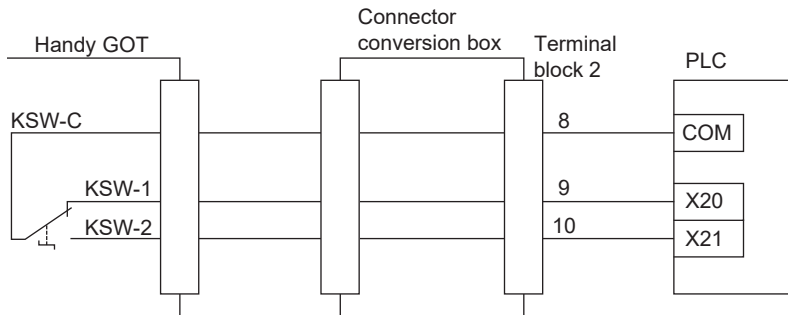 Connector
Handy GOT
conversion box
Terminal
block 2
PLC
KSW-C
8
COM
KSW-1
9
X20
KSW-2
10
X21